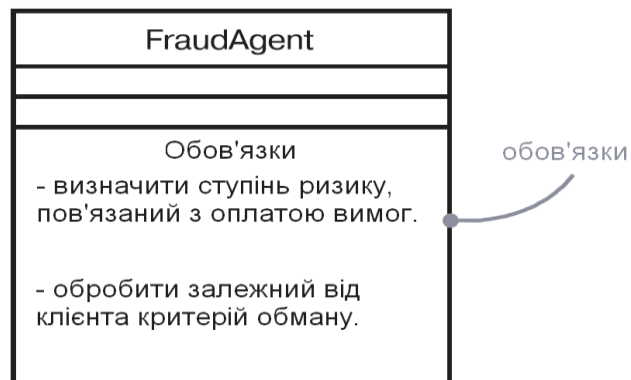 FraudAgent
Обов'язки
- визначити ступінь ризику,
пов'язаний з оплатою вимог.
- обробити залежний від
клієнта критерій обману.
обов'язки